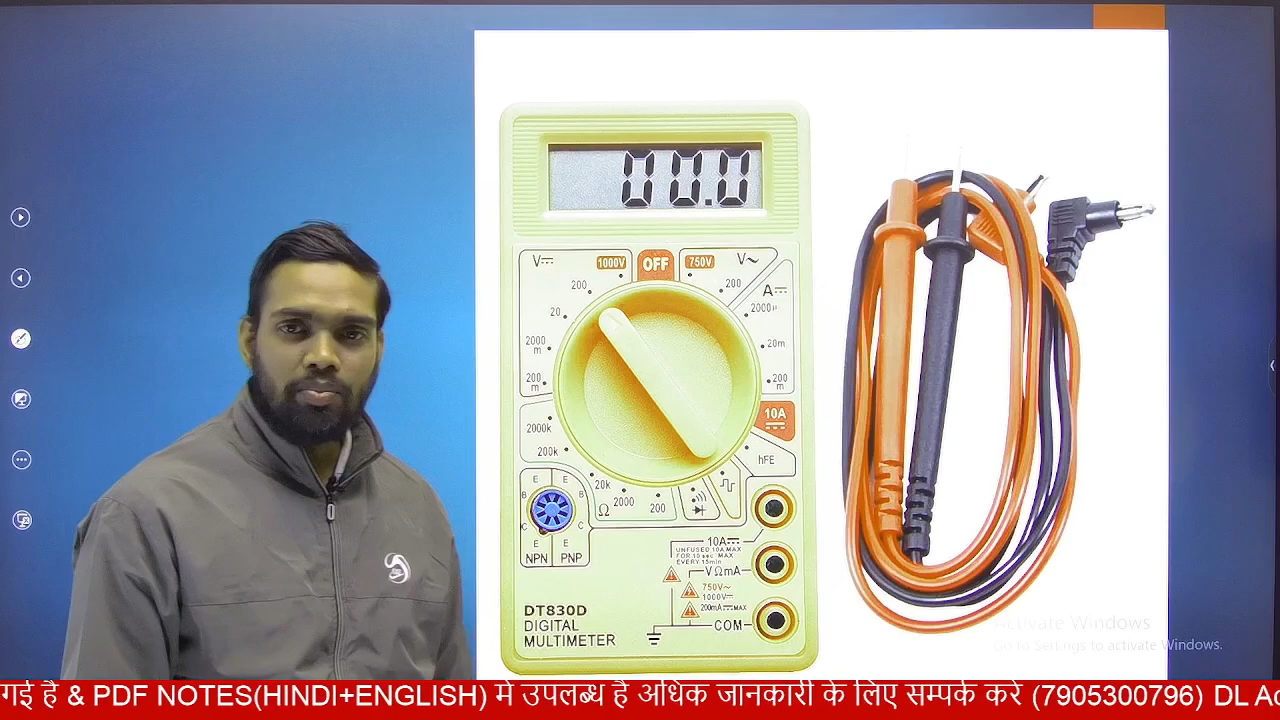 00.0
V⎓
1000V
OFF
750V
V~
200
20
2000
m
200
m
200
A⎓
2000µ
20m
200
m
10A
hFE
2000k
200k
20k
2000
200
Ω
E
E
B
B
C
C
E
E
NPN
PNP
10A⎓
UNFUSED 10A MAX
FOR 10 sec MAX
EVERY 15min
VΩmA
750V~
1000V⎓
200mA⎓MAX
COM
DT830D
DIGITAL
MULTIMETER
Activate Windows
Go to Settings to activate Windows.
गई है & PDF NOTES(HINDI+ENGLISH) में उपलब्ध है अधिक जानकारी के लिए सम्पर्क करें (7905300796) DL Ac